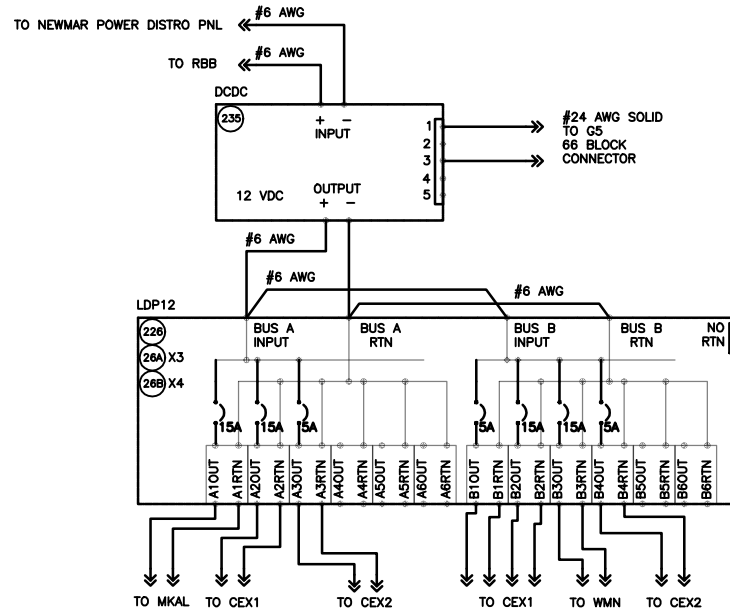 TO NEWMAR POWER DISTRO PNL
#6 AWG
TO RBB
#6 AWG
DCDC
235
+ −
INPUT
12 VDC
OUTPUT
+ −
1
2
3
4
5
#24 AWG SOLID
TO G5
66 BLOCK
CONNECTOR
#6 AWG
#6 AWG
#6 AWG
LDP12
226
26A X3
26B X4
BUS A
INPUT
BUS A
RTN
BUS B
INPUT
BUS B
RTN
NO
RTN
15A
15A
5A
5A
15A
15A
5A
A1OUT
A1RTN
A2OUT
A2RTN
A3OUT
A3RTN
A4OUT
A4RTN
A5OUT
A5RTN
A6OUT
A6RTN
B1OUT
B1RTN
B2OUT
B2RTN
B3OUT
B3RTN
B4OUT
B4RTN
B5OUT
B5RTN
B6OUT
B6RTN
TO MKAL
TO CEX1
TO CEX2
TO CEX1
TO WMN
TO CEX2